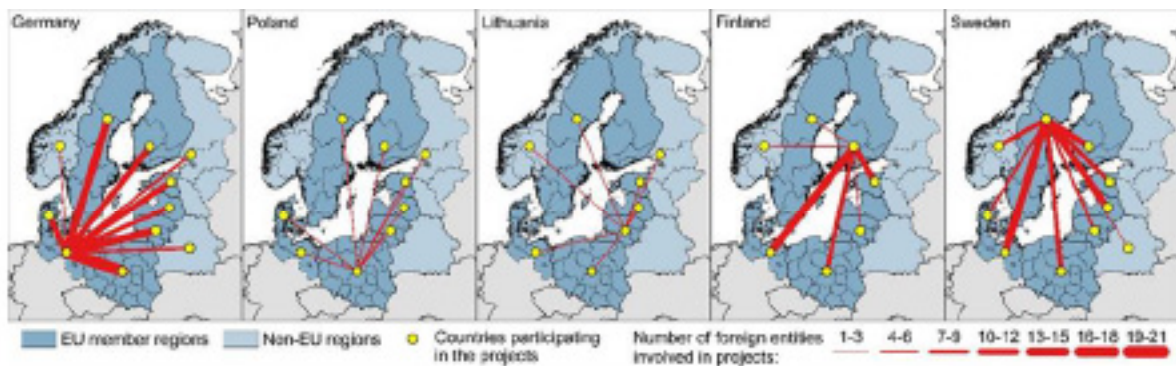 Germany
Poland
Lithuania
Finland
Sweden
EU member regions
Non-EU regions
Countries participating
in the projects
Number of foreign entities
involved in projects:
1-3 4-6 7-9 10-12 13-15 16-18 19-21